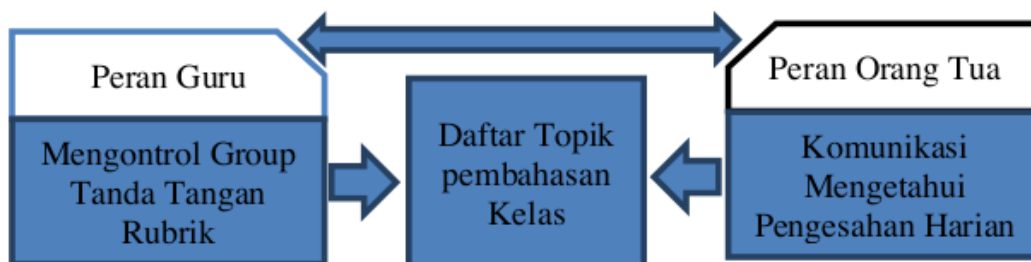 Peran Guru
Mengontrol Group
Tanda Tangan
Rubrik
Daftar Topik
pembahasan
Kelas
Peran Orang Tua
Komunikasi
Mengetahui
Pengesahan Harian